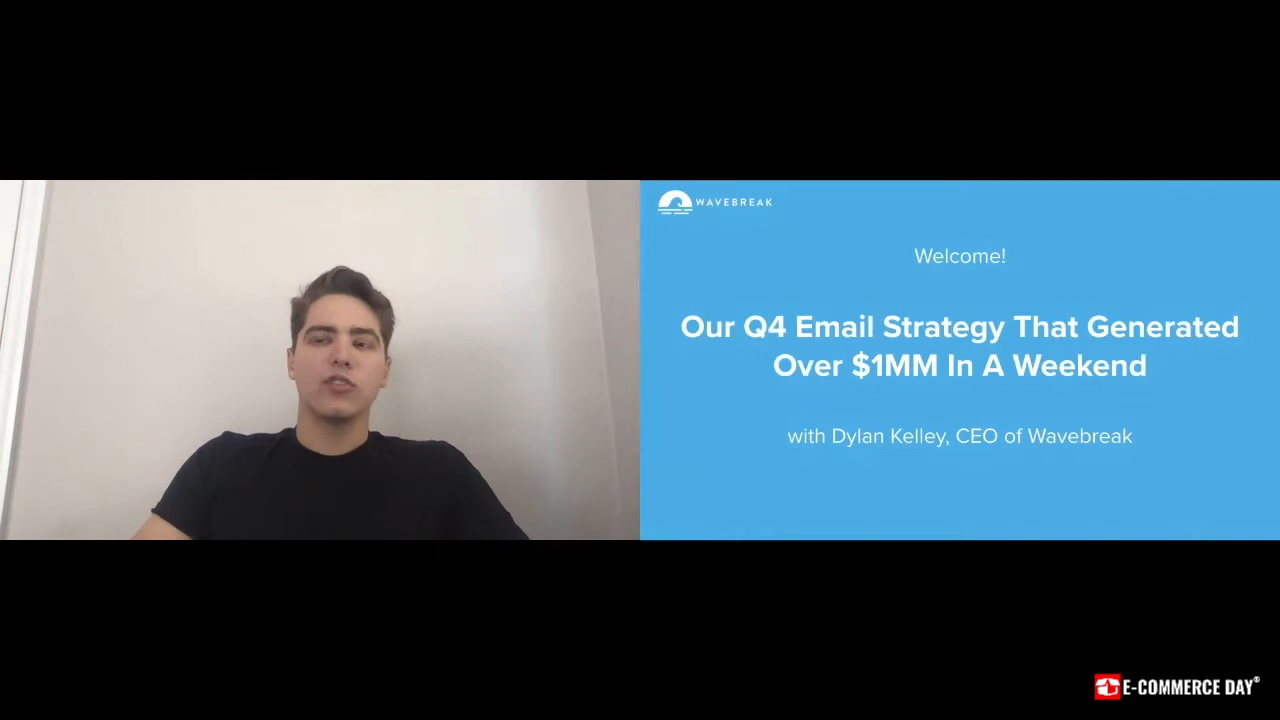 WAVEBREAK
Welcome!
Our Q4 Email Strategy That Generated
Over $1MM In A Weekend
with Dylan Kelley, CEO of Wavebreak
E-COMMERCE DAY®